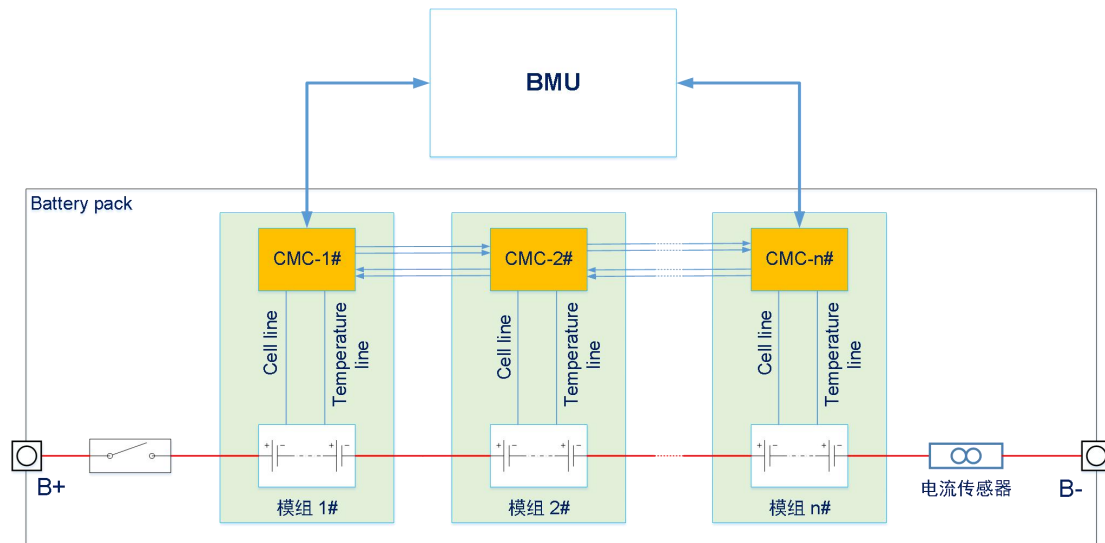 BMU
Battery pack
CMC-1#
CMC-2#
CMC-n#
Cell line
Temperature
line
Cell line
Temperature
line
Cell line
Temperature
line
+
-
+
-
+
-
+
-
+
-
+
-
B+
电流传感器
B-
模组 1#
模组 2#
模组 n#